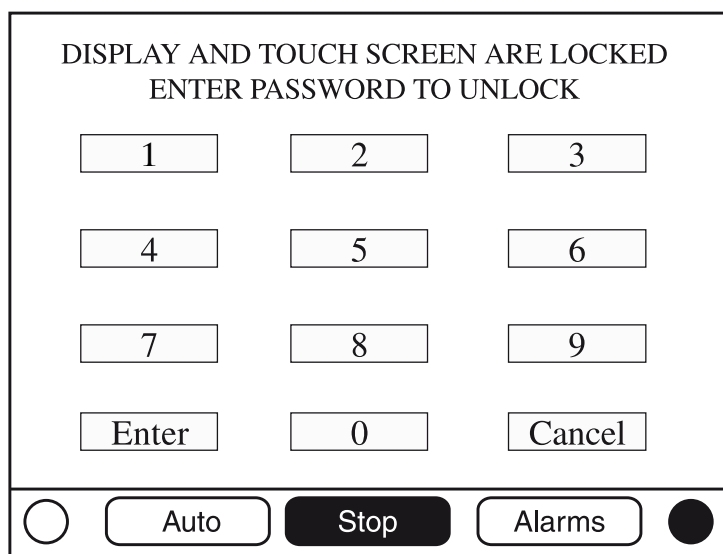 DISPLAY AND TOUCH SCREEN ARE LOCKED
ENTER PASSWORD TO UNLOCK
1 2 3
4 5 6
7 8 9
Enter 0 Cancel
Auto Stop Alarms